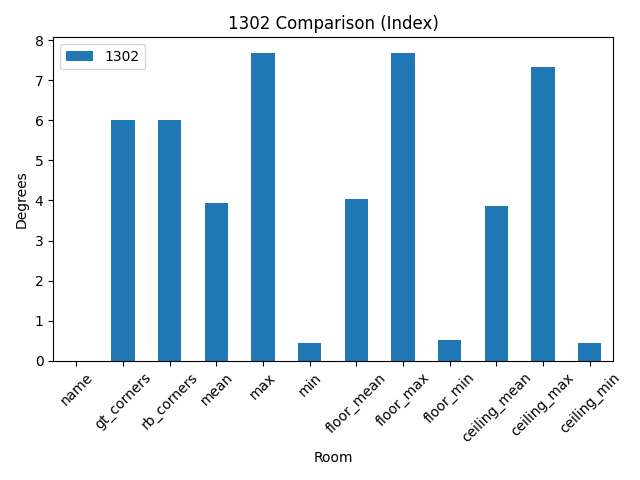 1302 Comparison (Index)
1302
Degrees
8
7
6
5
4
3
2
1
0
name
gt_corners
rb_corners
mean
max
min
floor_mean
floor_max
floor_min
ceiling_mean
ceiling_max
ceiling_min
Room